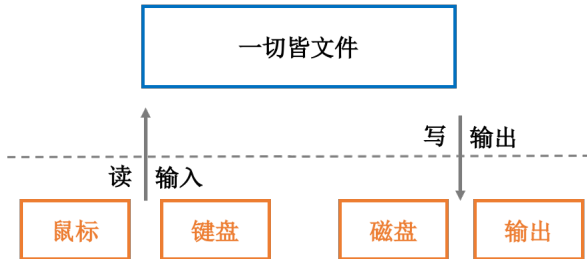 一切皆文件
写 输出
读 输入
鼠标 键盘 磁盘 输出